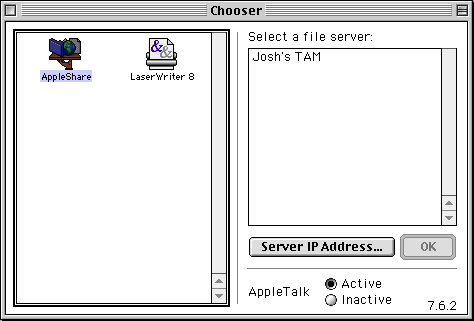 Chooser
AppleShare
LaserWriter 8
Select a file server:
Josh's TAM
Server IP Address...
OK
AppleTalk
Active
Inactive
7.6.2